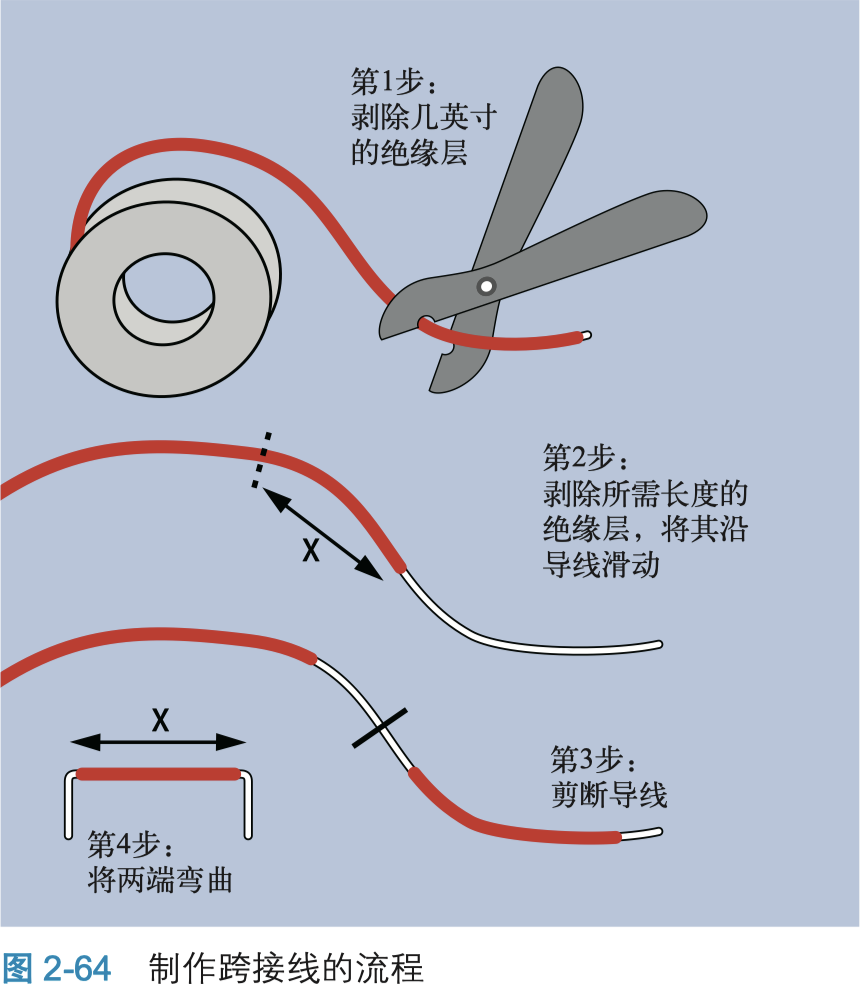 第1步：
剥除几英寸
的绝缘层
第2步：
剥除所需长度的
绝缘层，将其沿
导线滑动
X
X
第3步：
剪断导线
第4步：
将两端弯曲
图 2-64 制作跨接线的流程